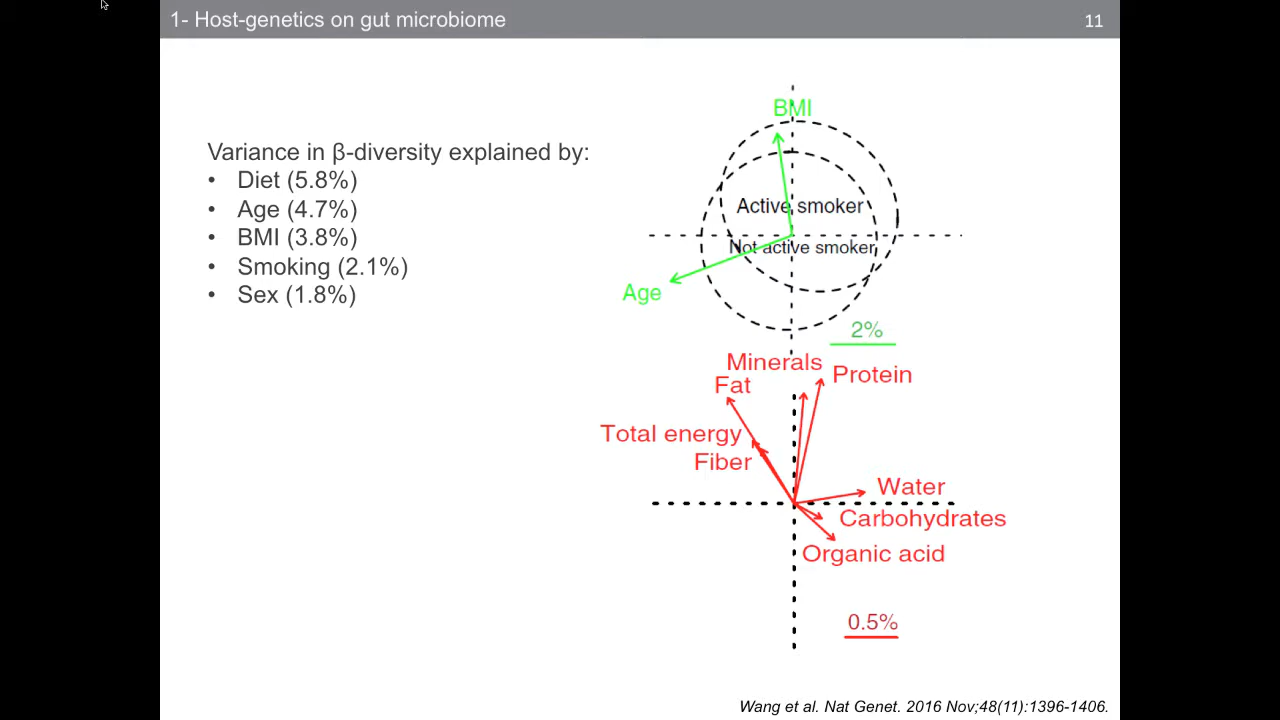 1- Host-genetics on gut microbiome
11
Variance in β-diversity explained by:
• Diet (5.8%)
• Age (4.7%)
• BMI (3.8%)
• Smoking (2.1%)
• Sex (1.8%)
BMI
Active smoker
Not active smoker
Age
2%
Minerals
Protein
Fat
Total energy
Fiber
Water
Carbohydrates
Organic acid
0.5%
Wang et al. Nat Genet. 2016 Nov;48(11):1396-1406.